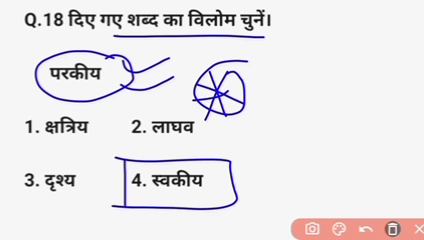 Q.18 दिए गए शब्द का विलोम चुनें।
परकीय
1. क्षत्रिय 2. लाघव
3. दृश्य 4. स्वकीय